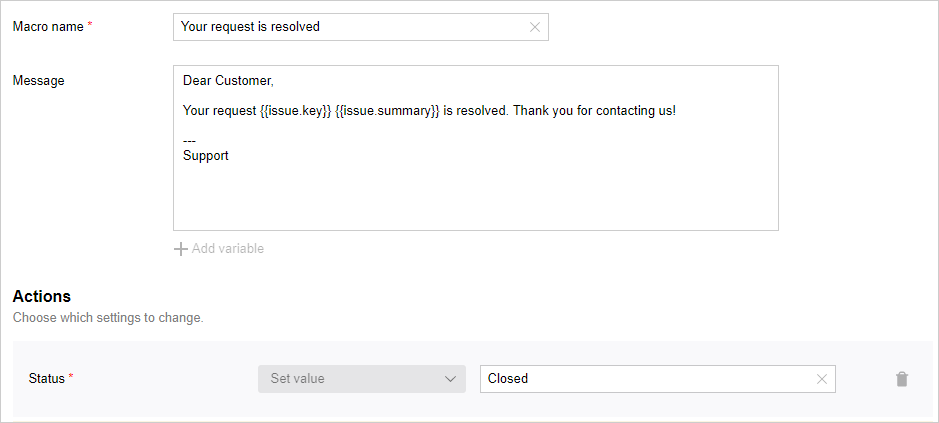 Macro name *
Your request is resolved
Message
Dear Customer,
Your request {{issue.key}} {{issue.summary}} is resolved. Thank you for contacting us!
---
Support
Add variable
Actions
Choose which settings to change.
Status *
Set value
Closed